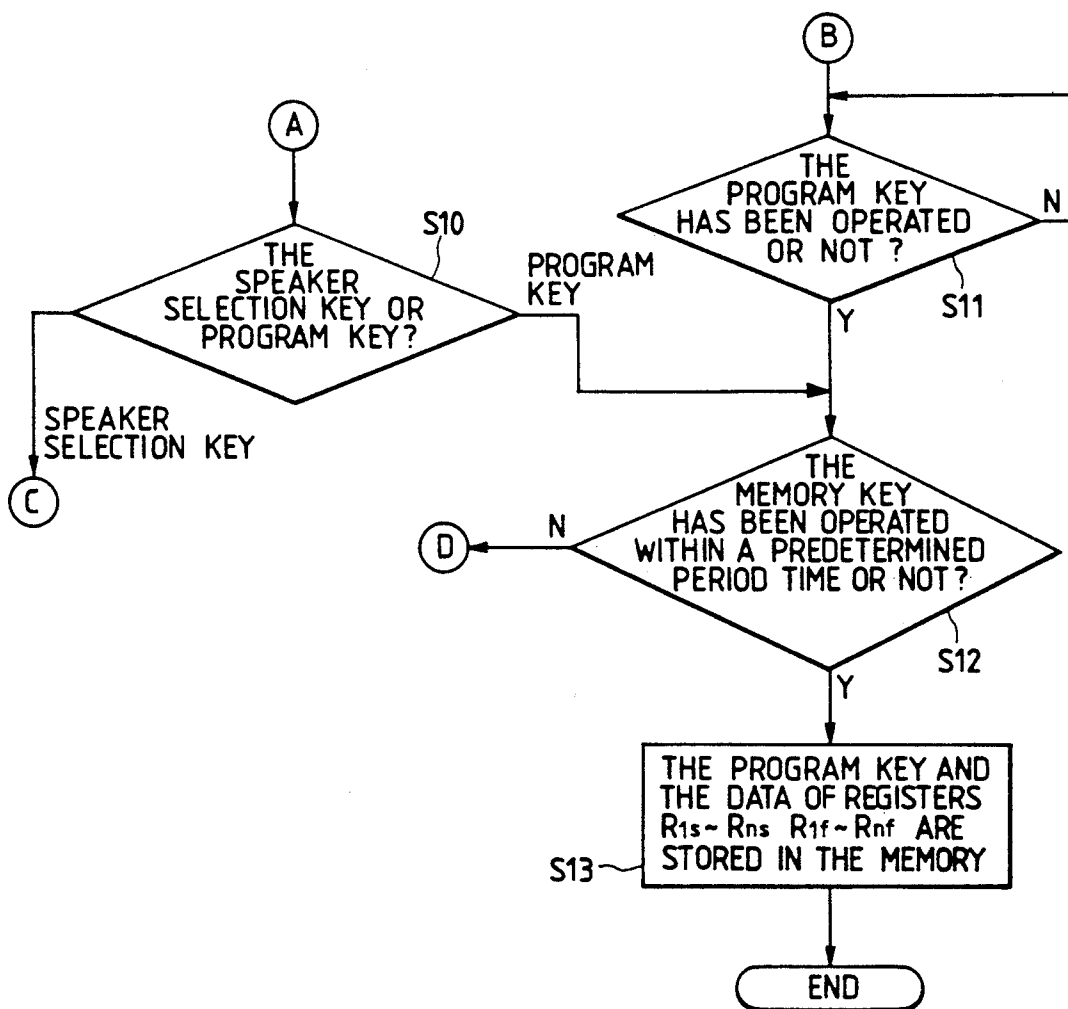 B
A
THE
PROGRAM KEY
HAS BEEN OPERATED
OR NOT ?
N
S11
Y
S10
THE
SPEAKER
SELECTION KEY OR
PROGRAM KEY?
PROGRAM
KEY
SPEAKER
SELECTION KEY
C
THE
MEMORY KEY
HAS BEEN OPERATED
WITHIN A PREDETERMINED
PERIOD TIME OR NOT ?
N
D
S12
Y
THE PROGRAM KEY AND
THE DATA OF REGISTERS
R1s~Rns R1f~Rnf ARE
STORED IN THE MEMORY
S13
END